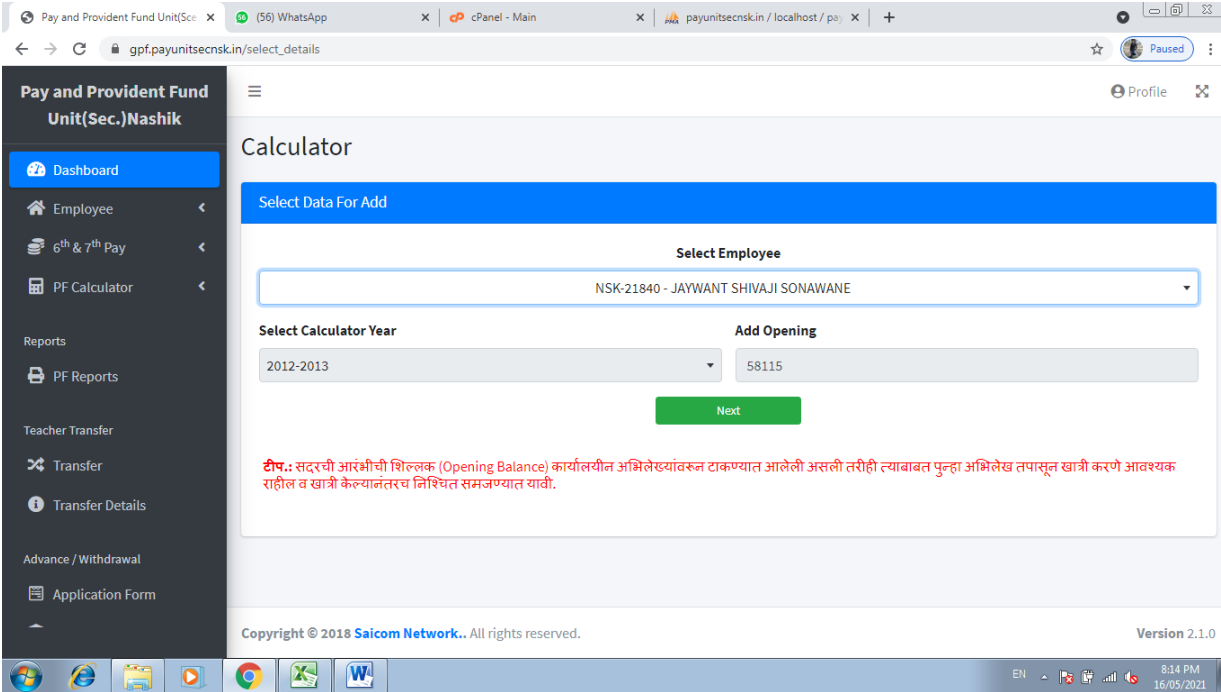 Pay and Provident Fund Unit(Sce
56
(56) WhatsApp
cP
cPanel - Main
payunitsecnsk.in / localhost / pay
gpf.payunitsecnsk.in/select_details
Paused
Pay and Provident Fund
Unit(Sec.)Nashik
Profile
Dashboard
Employee
6th & 7th Pay
PF Calculator
Reports
PF Reports
Teacher Transfer
Transfer
Transfer Details
Advance / Withdrawal
Application Form
Calculator
Select Data For Add
Select Employee
NSK-21840 - JAYWANT SHIVAJI SONAWANE
Select Calculator Year
Add Opening
2012-2013
58115
Next
टीप.: सदरची आरंभीची शिल्लक (Opening Balance) कार्यालयीन अभिलेख्यांवरून टाकण्यात आलेली असली तरीही त्याबाबत पुन्हा अभिलेख तपासून खात्री करणे आवश्यक
राहील व खात्री केल्यानंतरच निश्चित समजण्यात यावी.
Copyright © 2018 Saicom Network.. All rights reserved.
Version 2.1.0
EN
8:14 PM
16/05/2021